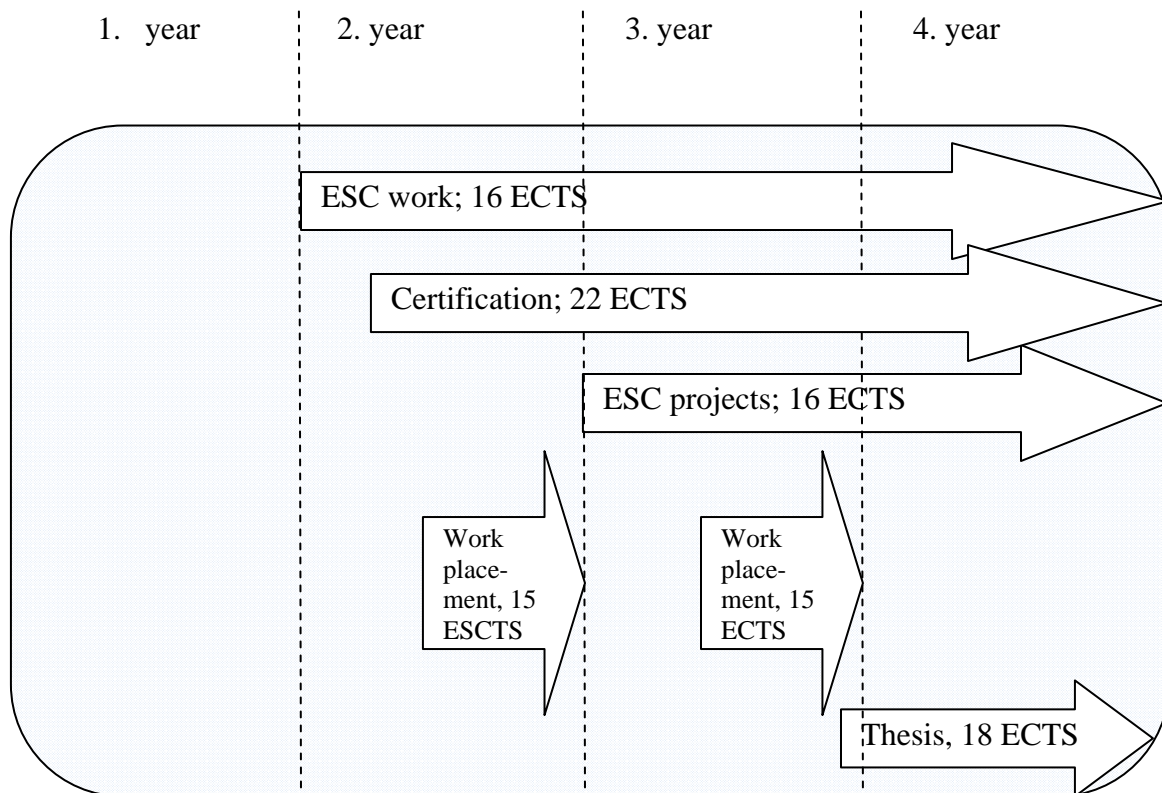 1. year
2. year
3. year
4. year
ESC work; 16 ECTS
Certification; 22 ECTS
ESC projects; 16 ECTS
Work
place-
ment, 15
ESCTS
Work
place-
ment, 15
ECTS
Thesis, 18 ECTS